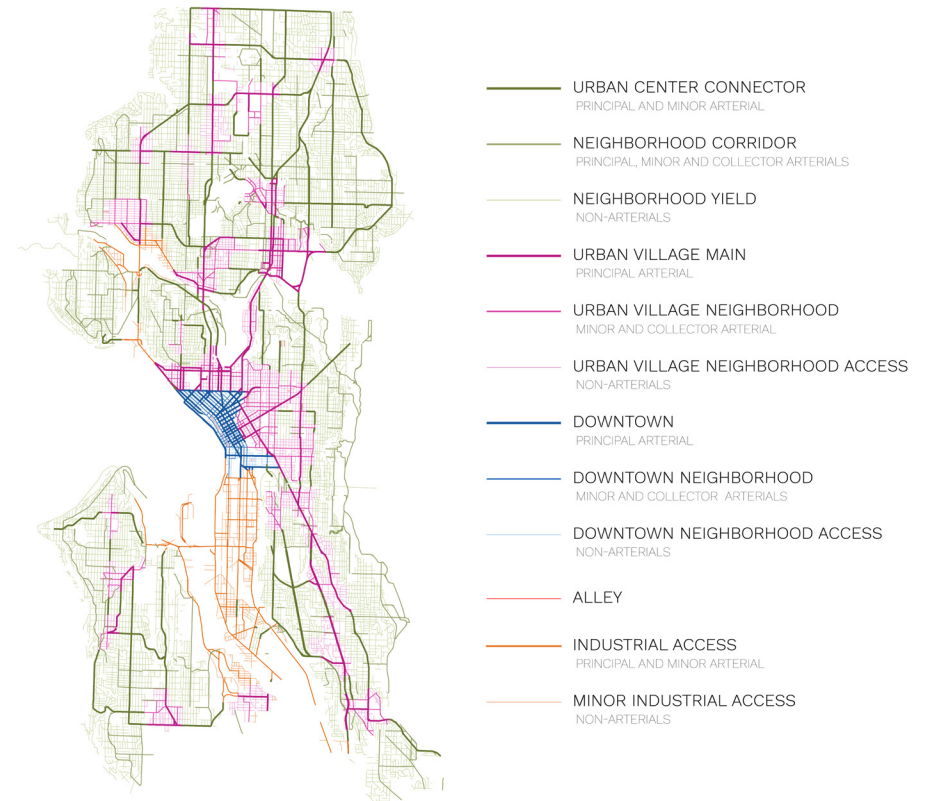 URBAN CENTER CONNECTOR
PRINCIPAL AND MINOR ARTERIAL
NEIGHBORHOOD CORRIDOR
PRINCIPAL, MINOR AND COLLECTOR ARTERIALS
NEIGHBORHOOD YIELD
NON-ARTERIALS
URBAN VILLAGE MAIN
PRINCIPAL ARTERIAL
URBAN VILLAGE NEIGHBORHOOD
MINOR AND COLLECTOR ARTERIAL
URBAN VILLAGE NEIGHBORHOOD ACCESS
NON-ARTERIALS
DOWNTOWN
PRINCIPAL ARTERIAL
DOWNTOWN NEIGHBORHOOD
MINOR AND COLLECTOR ARTERIALS
DOWNTOWN NEIGHBORHOOD ACCESS
NON-ARTERIALS
ALLEY
INDUSTRIAL ACCESS
PRINCIPAL AND MINOR ARTERIAL
MINOR INDUSTRIAL ACCESS
NON-ARTERIALS